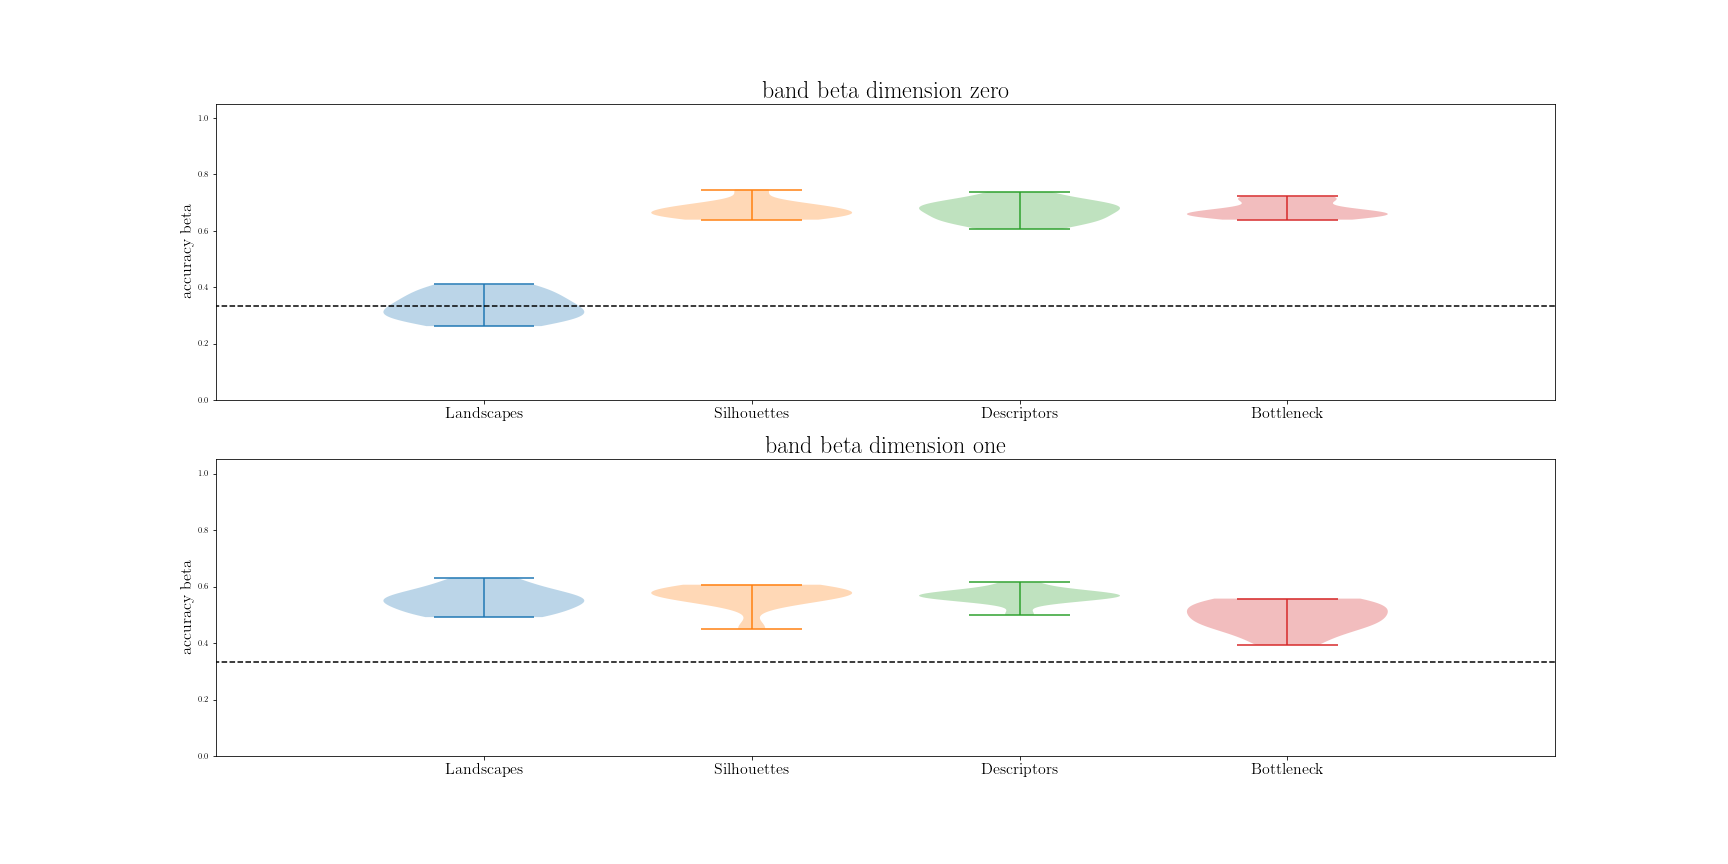 band beta dimension zero
1.0
0.8
0.6
0.4
0.2
0.0
accuracy beta
Landscapes Silhouettes Descriptors Bottleneck
band beta dimension one
1.0
0.8
0.6
0.4
0.2
0.0
accuracy beta
Landscapes Silhouettes Descriptors Bottleneck